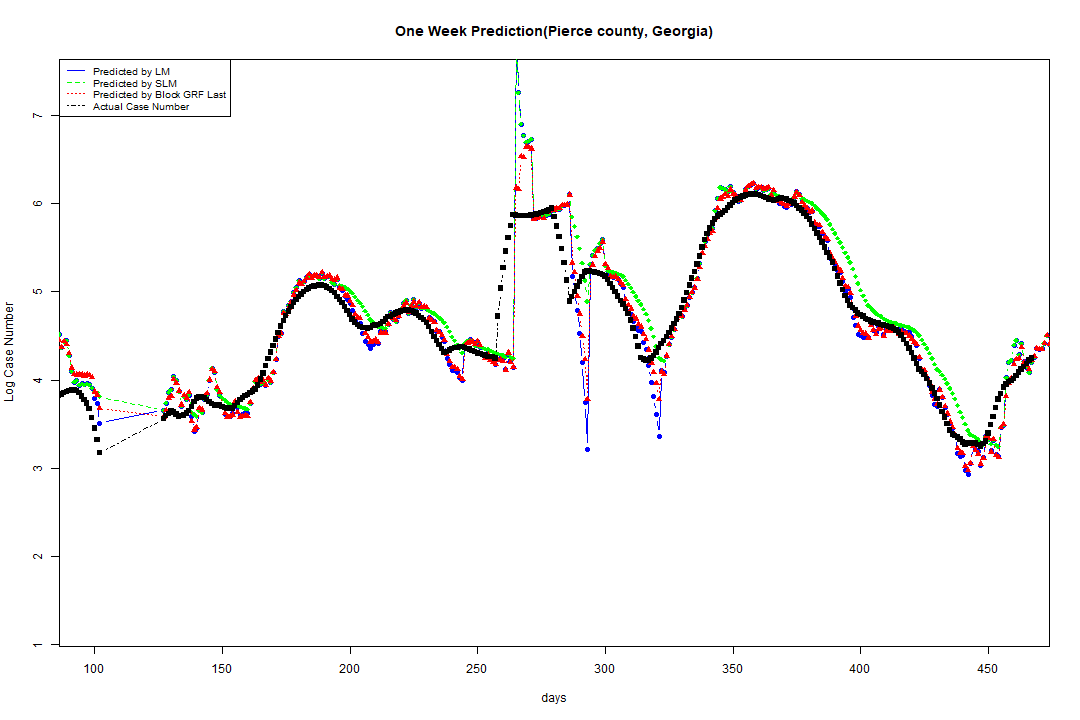 One Week Prediction(Pierce county, Georgia)
Predicted by LM
Predicted by SLM
Predicted by Block GRF Last
Actual Case Number
Log Case Number
7
6
5
4
3
2
1
100 150 200 250 300 350 400 450
days